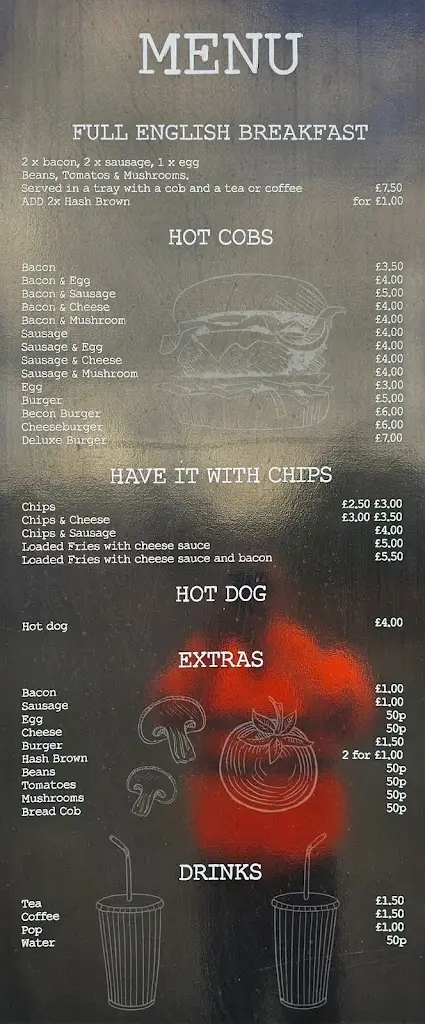 MENU
FULL ENGLISH BREAKFAST
2 x bacon, 2 x sausage, 1 x egg
Beans, Tomatos & Mushrooms.
Served in a tray with a cob and a tea or coffee £7.50
ADD 2x Hash Brown for £1.00
HOT COBS
Bacon £3.50
Bacon & Egg £4.00
Bacon & Sausage £5.00
Bacon & Cheese £4.00
Bacon & Mushroom £4.00
Sausage £4.00
Sausage & Egg £4.00
Sausage & Cheese £4.00
Sausage & Mushroom £4.00
Egg £3.00
Burger £5.00
Becon Burger £6.00
Cheeseburger £6.00
Deluxe Burger £7.00
HAVE IT WITH CHIPS
Chips £2.50 £3.00
Chips & Cheese £3.00 £3.50
Chips & Sausage £4.00
Loaded Fries with cheese sauce £5.00
Loaded Fries with cheese sauce and bacon £5.50
HOT DOG
Hot dog £4.00
EXTRAS
Bacon £1.00
Sausage £1.00
Egg 50p
Cheese 50p
Burger £1.50
Hash Brown 2 for £1.00
Beans 50p
Tomatoes 50p
Mushrooms 50p
Bread Cob 50p
DRINKS
Tea £1.50
Coffee £1.50
Pop £1.00
Water 50p